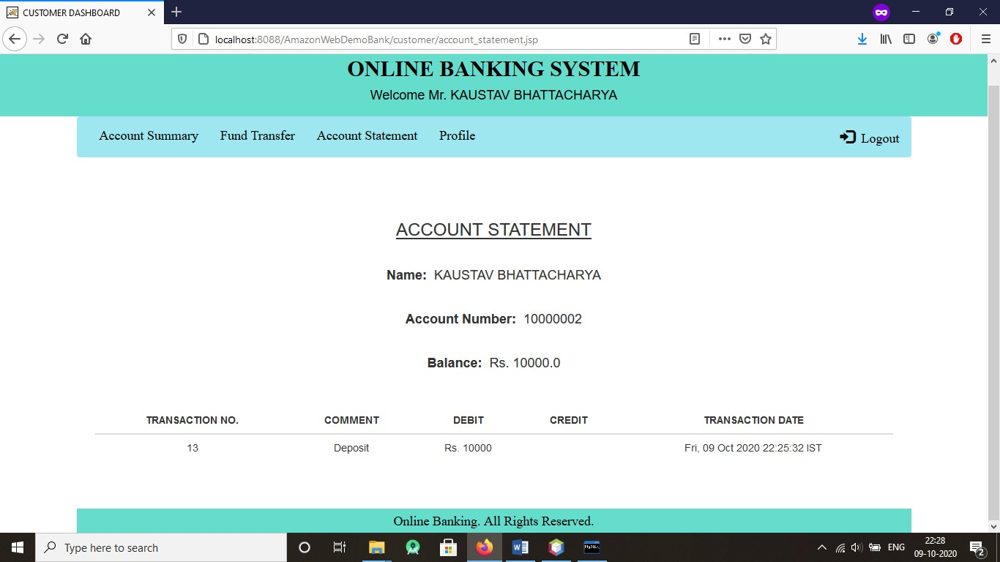 CUSTOMER DASHBOARD
localhost:8088/AmazonWebDemoBank/customer/account_statement.jsp
ONLINE BANKING SYSTEM
Welcome Mr. KAUSTAV BHATTACHARYA
Account Summary Fund Transfer Account Statement Profile Logout
ACCOUNT STATEMENT
Name: KAUSTAV BHATTACHARYA
Account Number: 10000002
Balance: Rs. 10000.0
TRANSACTION NO. COMMENT DEBIT CREDIT TRANSACTION DATE
13 Deposit Rs. 10000 Fri, 09 Oct 2020 22:25:32 IST
Online Banking. All Rights Reserved.
Type here to search
MySQL
ENG
22:28
09-10-2020
2